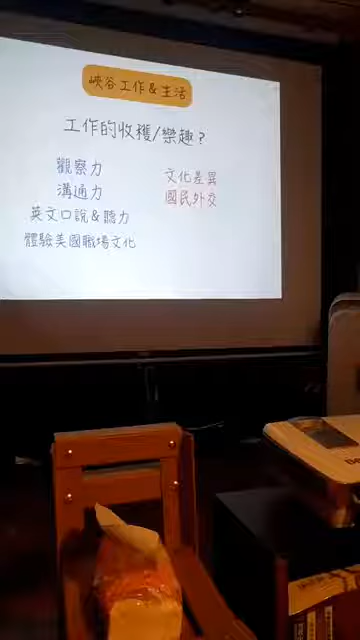 峽谷工作&生活
工作的收穫/樂趣?
觀察力
溝通力
英文口說&聽力
體驗美國職場文化
文化差異
國民外交